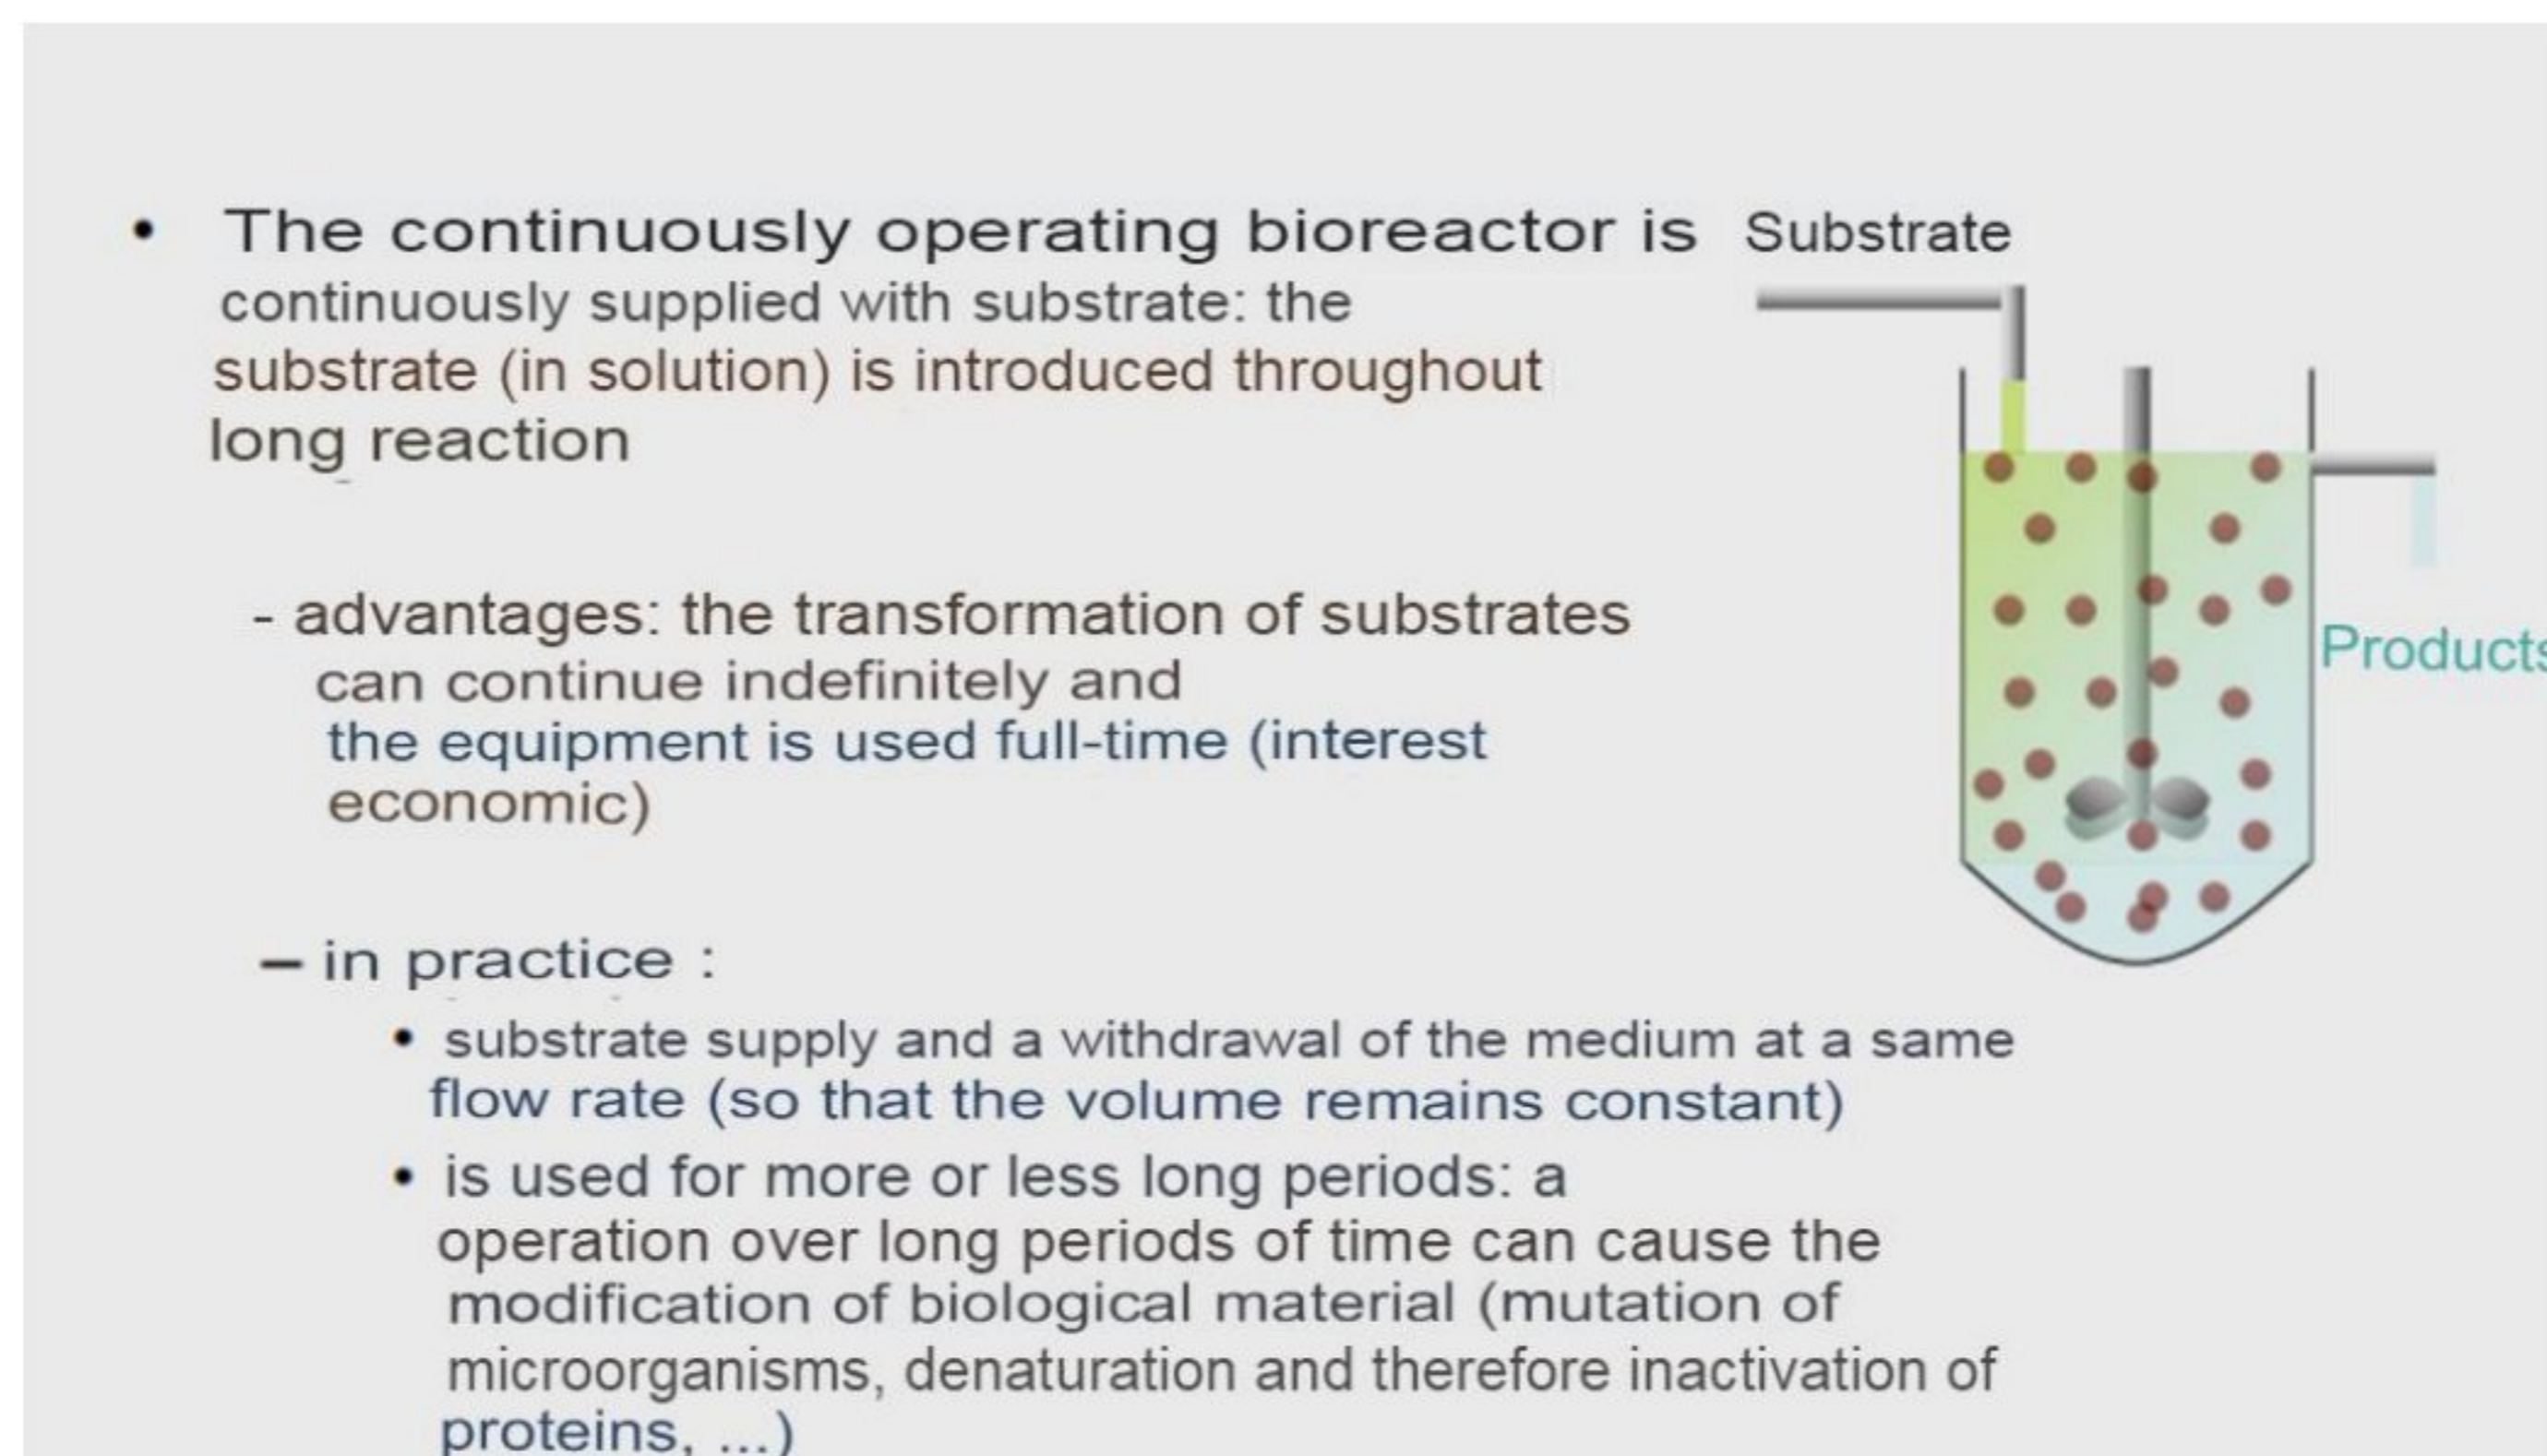 • The continuously operating bioreactor is
continuously supplied with substrate: the
substrate (in solution) is introduced throughout
long reaction
- advantages: the transformation of substrates
can continue indefinitely and
the equipment is used full-time (interest
economic)
– in practice :
• substrate supply and a withdrawal of the medium at a same
flow rate (so that the volume remains constant)
• is used for more or less long periods: a
operation over long periods of time can cause the
modification of biological material (mutation of
microorganisms, denaturation and therefore inactivation of
proteins, ...)
Substrate
Products